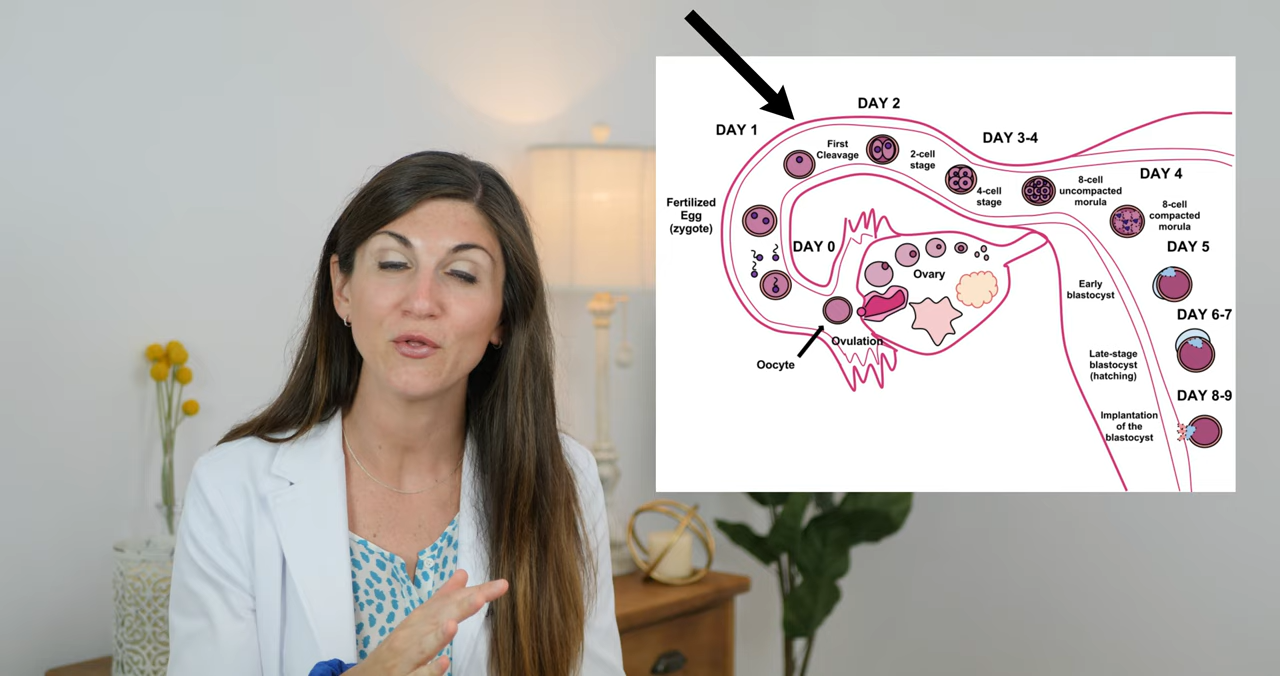 DAY 2
DAY 1
DAY 3-4
First
Cleavage
2-cell
stage
4-cell
stage
DAY 4
8-cell
uncompacted
morula
8-cell
compacted
morula
Fertilized
Egg
(zygote)
DAY 0
Ovary
DAY 5
Early
blastocyst
DAY 6-7
Ovulation
Oocyte
Late-stage
blastocyst
(hatching)
DAY 8-9
Implantation
of the
blastocyst